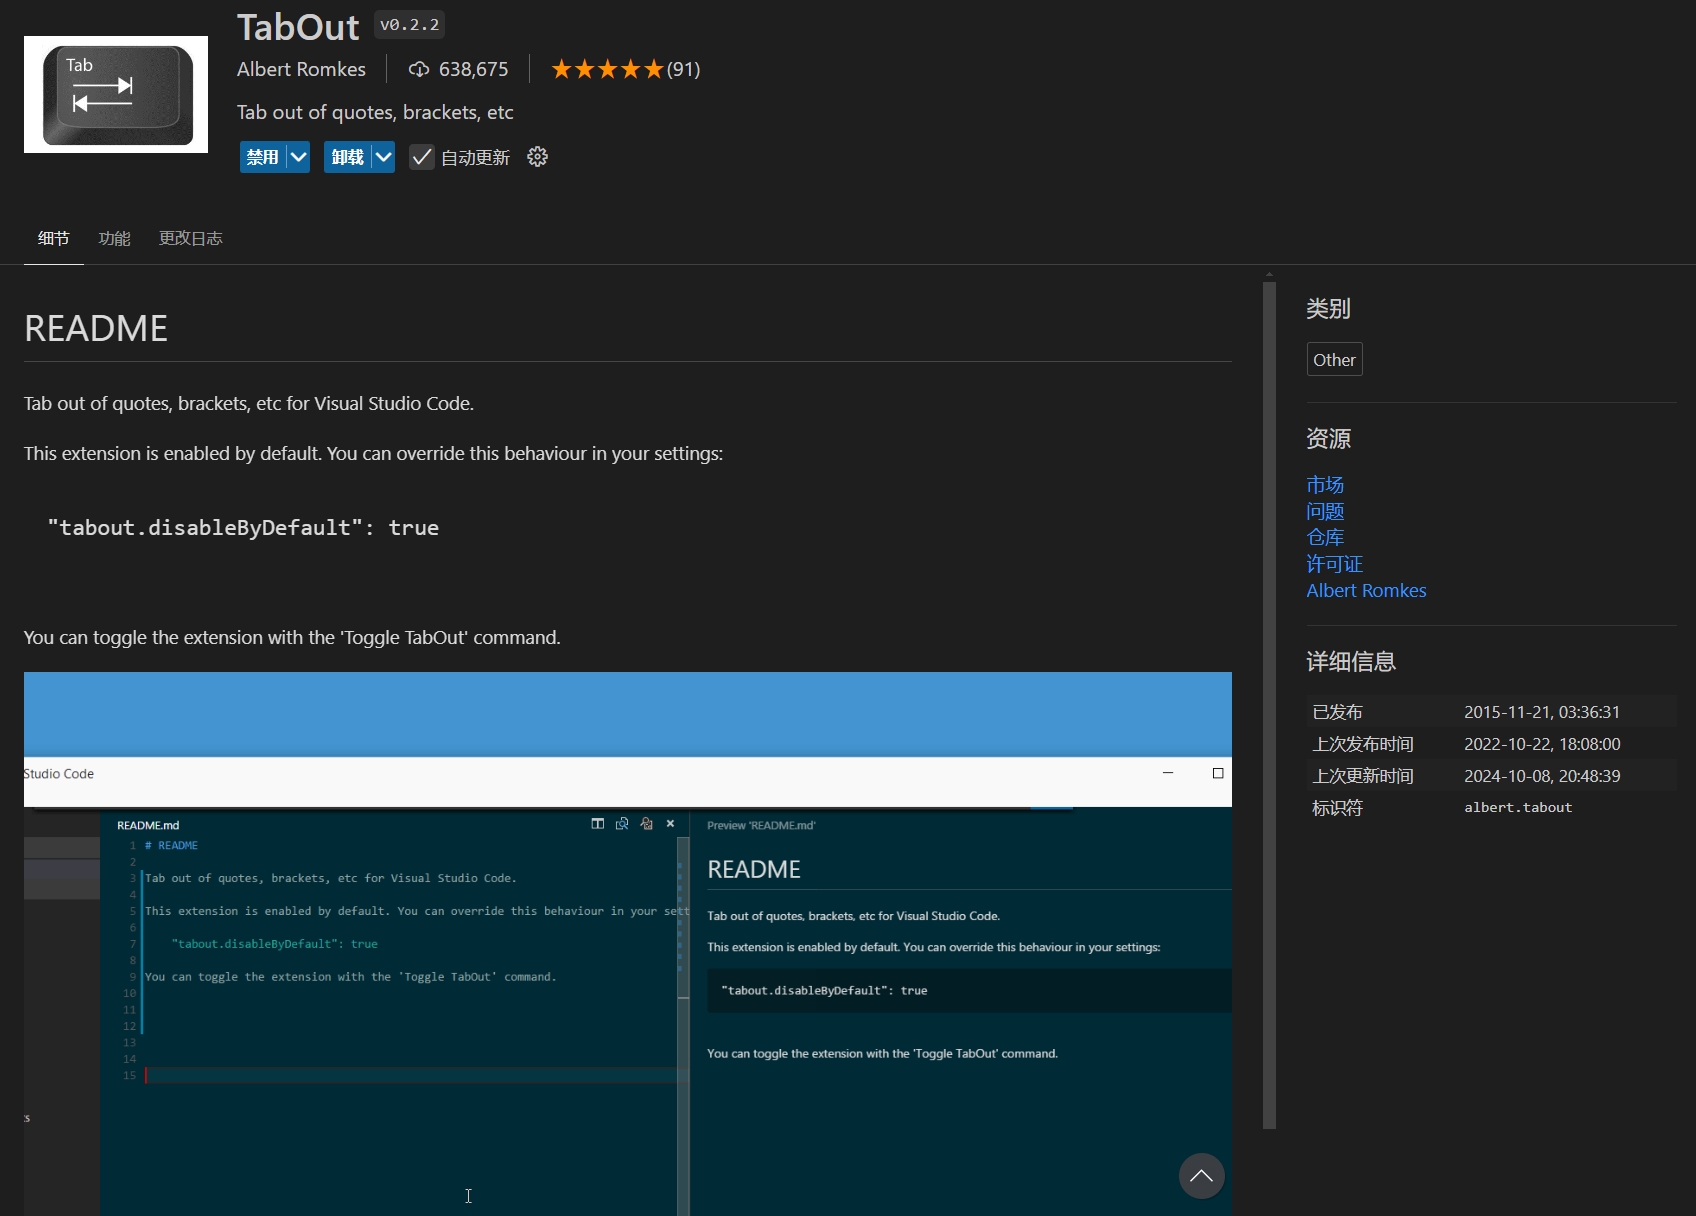 Tab
TabOut v0.2.2
Albert Romkes 638,675 (91)
Tab out of quotes, brackets, etc
禁用 卸载 自动更新
细节 功能 更改日志
README
Tab out of quotes, brackets, etc for Visual Studio Code.
This extension is enabled by default. You can override this behaviour in your settings:
"tabout.disableByDefault": true
You can toggle the extension with the 'Toggle TabOut' command.
Studio Code
README.md
1 # README
2
3 Tab out of quotes, brackets, etc for Visual Studio Code.
4
5 This extension is enabled by default. You can override this behaviour in your sett
6
7 "tabout.disableByDefault": true
8
9 You can toggle the extension with the 'Toggle TabOut' command.
10
11
12
13
14
15
Preview 'README.md'
README
Tab out of quotes, brackets, etc for Visual Studio Code.
This extension is enabled by default. You can override this behaviour in your settings:
"tabout.disableByDefault": true
You can toggle the extension with the 'Toggle TabOut' command.
类别
Other
资源
市场
问题
仓库
许可证
Albert Romkes
详细信息
已发布 2015-11-21, 03:36:31
上次发布时间 2022-10-22, 18:08:00
上次更新时间 2024-10-08, 20:48:39
标识符 albert.tabout